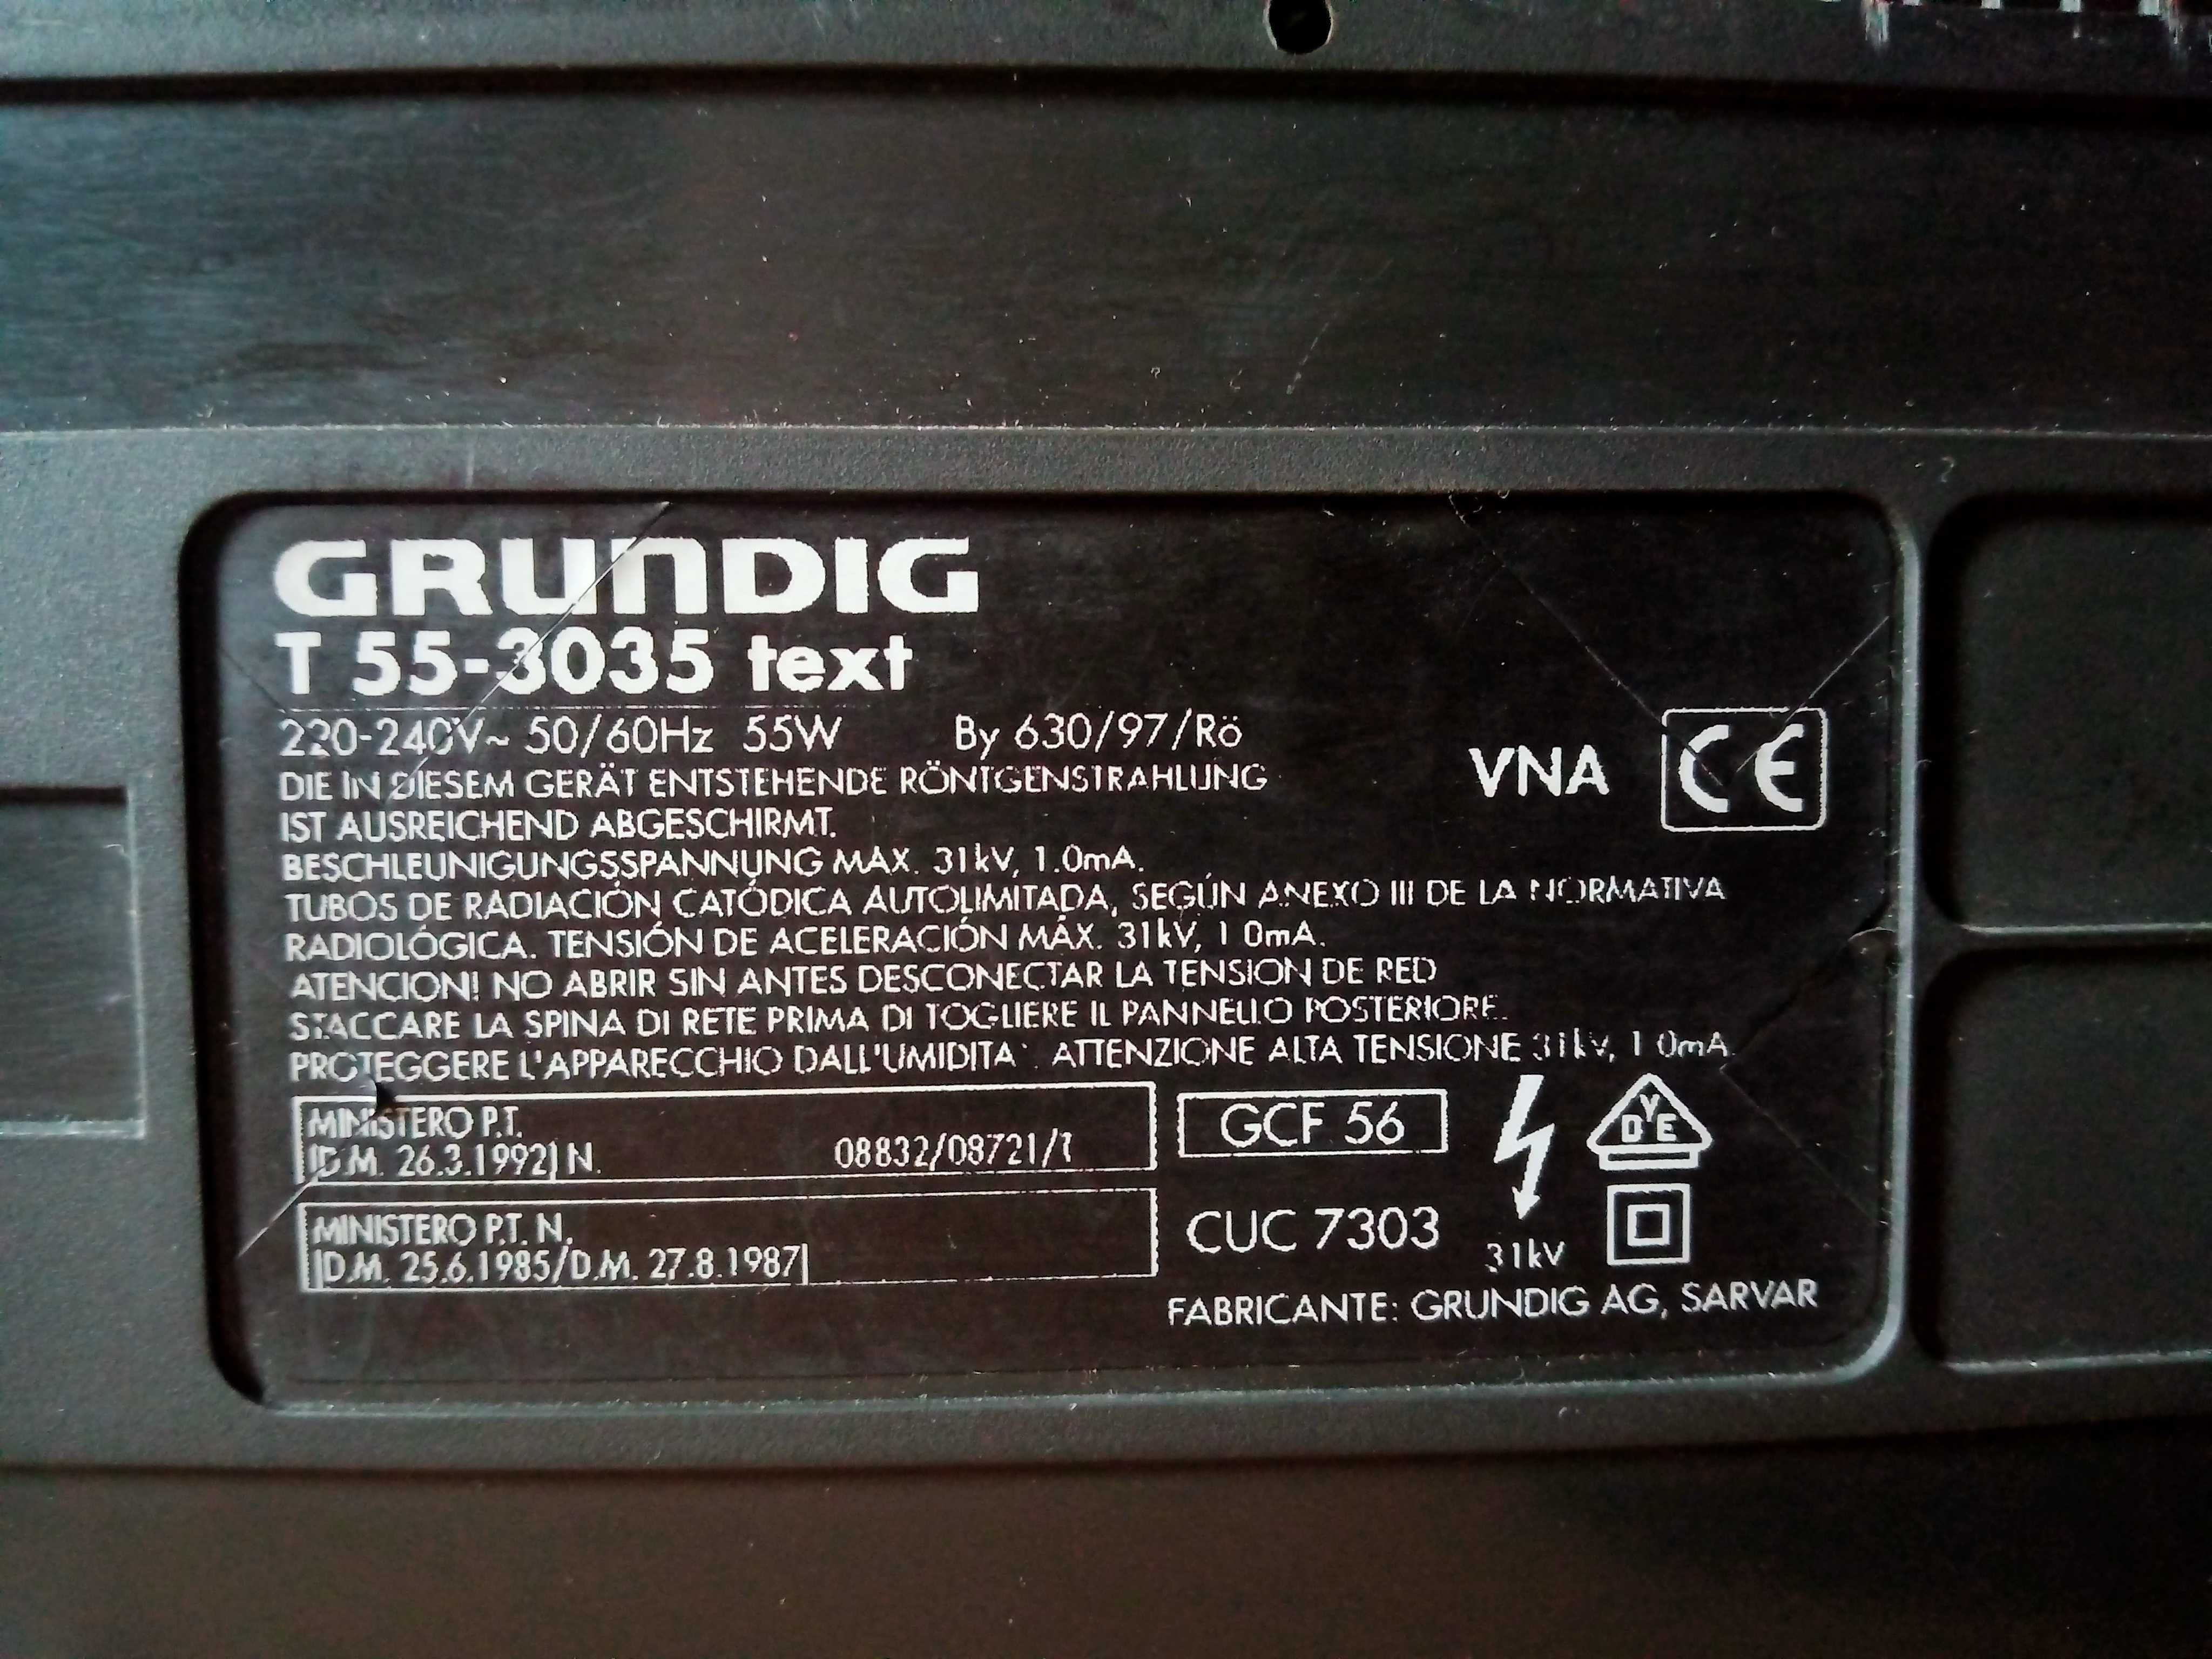 GRUNDIG
T 55-3035 text
220-240V~ 50/60Hz 55W By 630/97/Rö
VNA CE
DIE IN DIESEM GERÄT ENTSTEHENDE RÖNTGENSTRAHLUNG
IST AUSREICHEND ABGESCHIRMT.
BESCHLEUNIGUNGSSPANNUNG MAX. 31kV, 1.0mA.
TUBOS DE RADIACIÓN CATÓDICA AUTOLIMITADA, SEGÚN ANEXO III DE LA NORMATIVA
RADIOLÓGICA. TENSIÓN DE ACELERACIÓN MÁX. 31kV, 1.0mA.
ATENCION! NO ABRIR SIN ANTES DESCONECTAR LA TENSION DE RED
STACCARE LA SPINA DI RETE PRIMA DI TOGLIERE IL PANNELLO POSTERIORE.
PROTEGGERE L'APPARECCHIO DALL'UMIDITA`. ATTENZIONE ALTA TENSIONE 31kV, 1.0mA.
MINISTERO P.T.
[D.M. 26.3.1992] N. 08832/08721/1
GCF 56
VDE
MINISTERO P.T. N.
[D.M. 25.6.1985/D.M. 27.8.1987]
CUC 7303
31kV
FABRICANTE: GRUNDIG AG, SARVAR